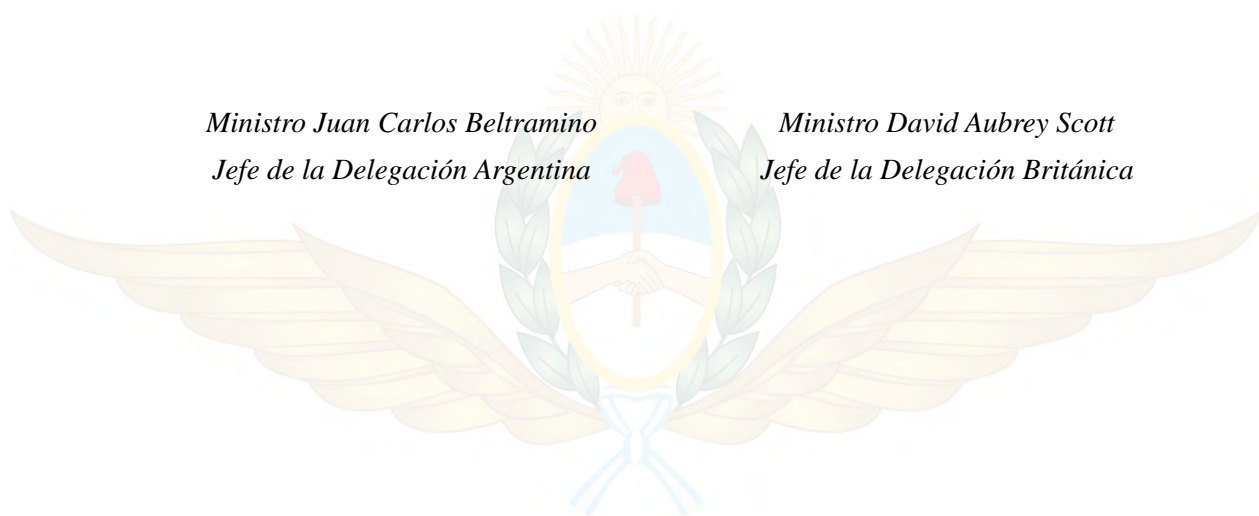 Ministro Juan Carlos Beltramino
Jefe de la Delegación Argentina
Ministro David Aubrey Scott
Jefe de la Delegación Británica